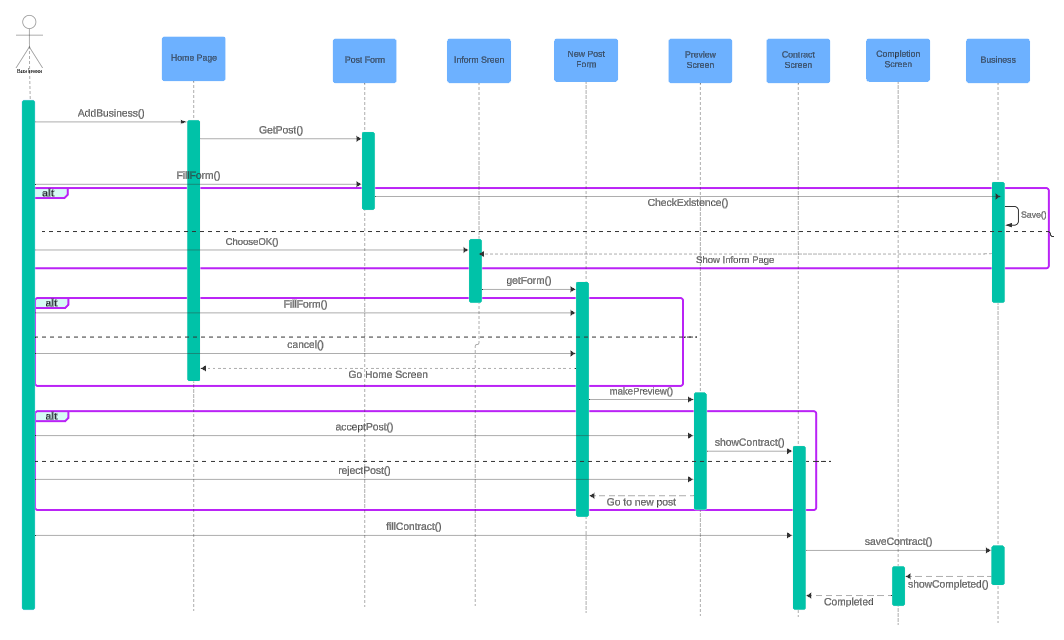 Business
Home Page
Post Form
Inform Sreen
New Post
Form
Preview
Screen
Contract
Screen
Completion
Screen
Business
AddBusiness()
GetPost()
FillForm()
alt
CheckExistence()
Save()
ChooseOK()
Show Inform Page
getForm()
alt
FillForm()
cancel()
Go Home Screen
makePreview()
alt
acceptPost()
showContract()
rejectPost()
Go to new post
fillContract()
saveContract()
showCompleted()
Completed